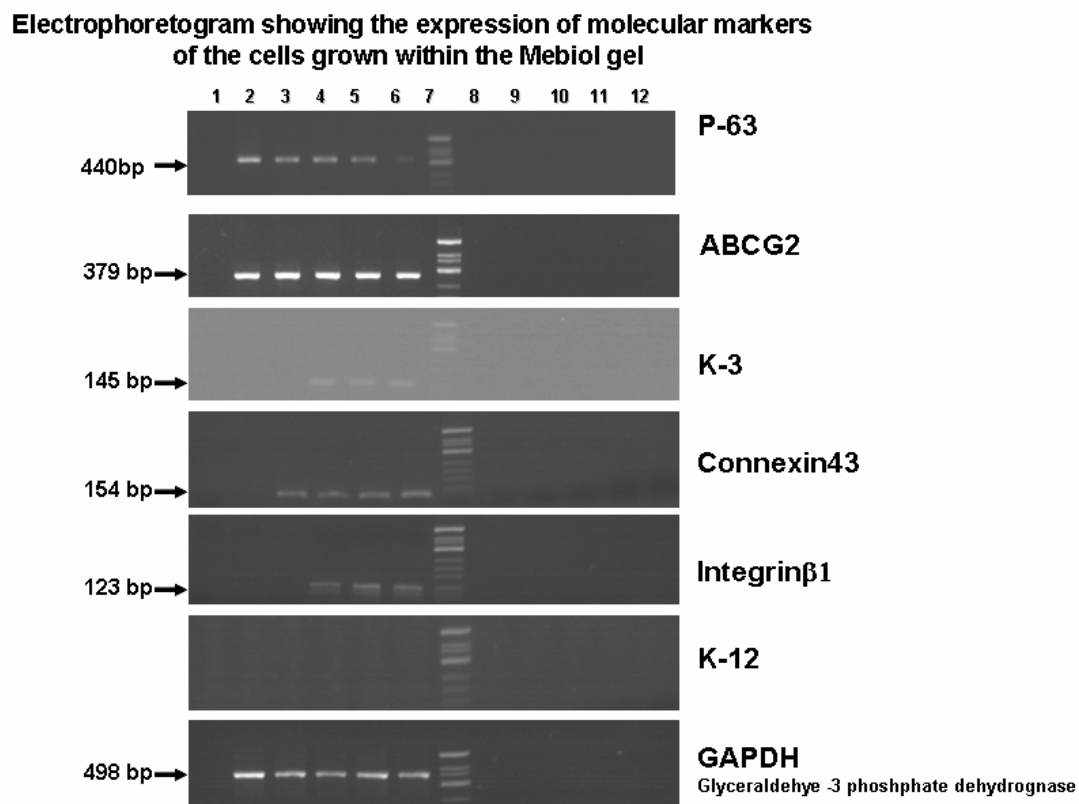 Electrophoretogram showing the expression of molecular markers
of the cells grown within the Mebiol gel
1 2 3 4 5 6 7 8 9 10 11 12
P-63
440bp
ABCG2
379 bp
K-3
145 bp
Connexin43
154 bp
Integrinβ1
123 bp
K-12
GAPDH
498 bp
Glyceraldehye -3 phoshphate dehydrognase